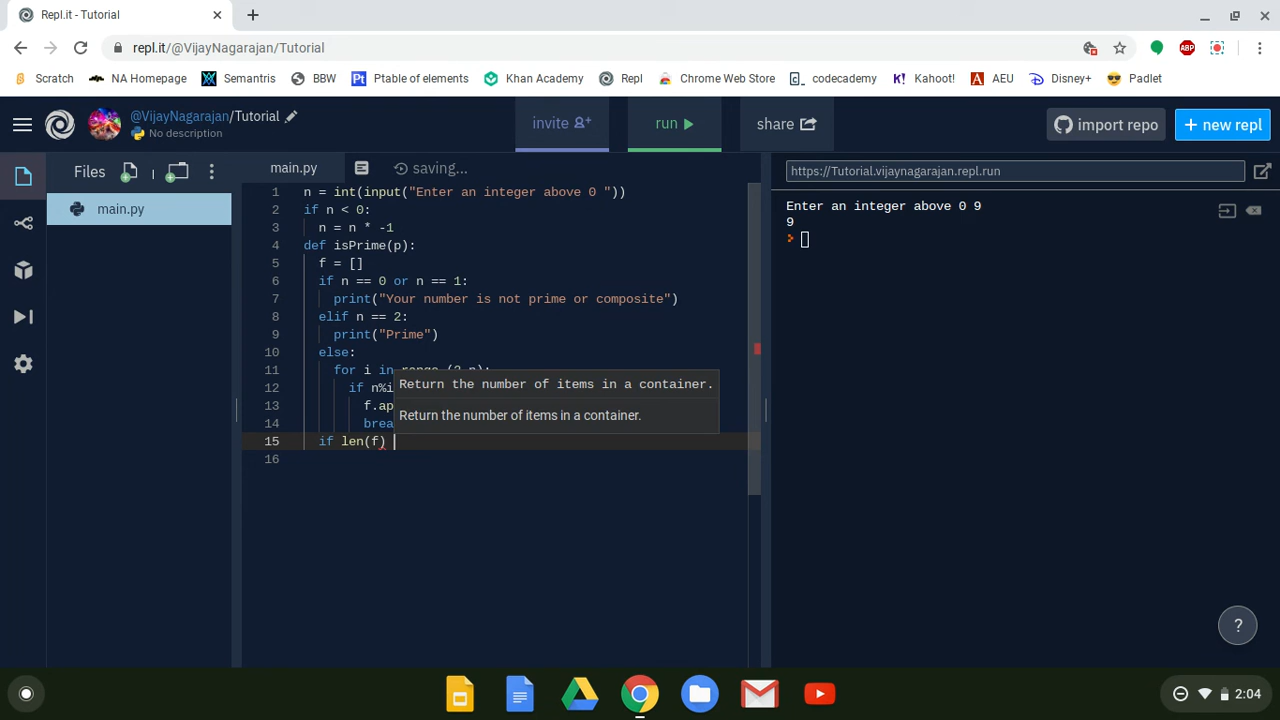 Repl.it - Tutorial
repl.it/@VijayNagarajan/Tutorial
ABP
Scratch NA Homepage Semantris BBW Pt Ptable of elements Khan Academy Repl Chrome Web Store codecademy K! Kahoot! A AEU Disney+ Padlet
@VijayNagarajan/Tutorial
No description
invite
run
share
import repo
+ new repl
Files
main.py
main.py
saving...
https://Tutorial.vijaynagarajan.repl.run
1 n = int(input("Enter an integer above 0 "))
2 if n < 0:
3 n = n * -1
4 def isPrime(p):
5 f = []
6 if n == 0 or n == 1:
7 print("Your number is not prime or composite")
8 elif n == 2:
9 print("Prime")
10 else:
11 for i in range (2,n):
12 if n%i
13 f.ap
14 brea
15 if len(f)
16
Return the number of items in a container.
Return the number of items in a container.
Enter an integer above 0 9
9
?
2:04